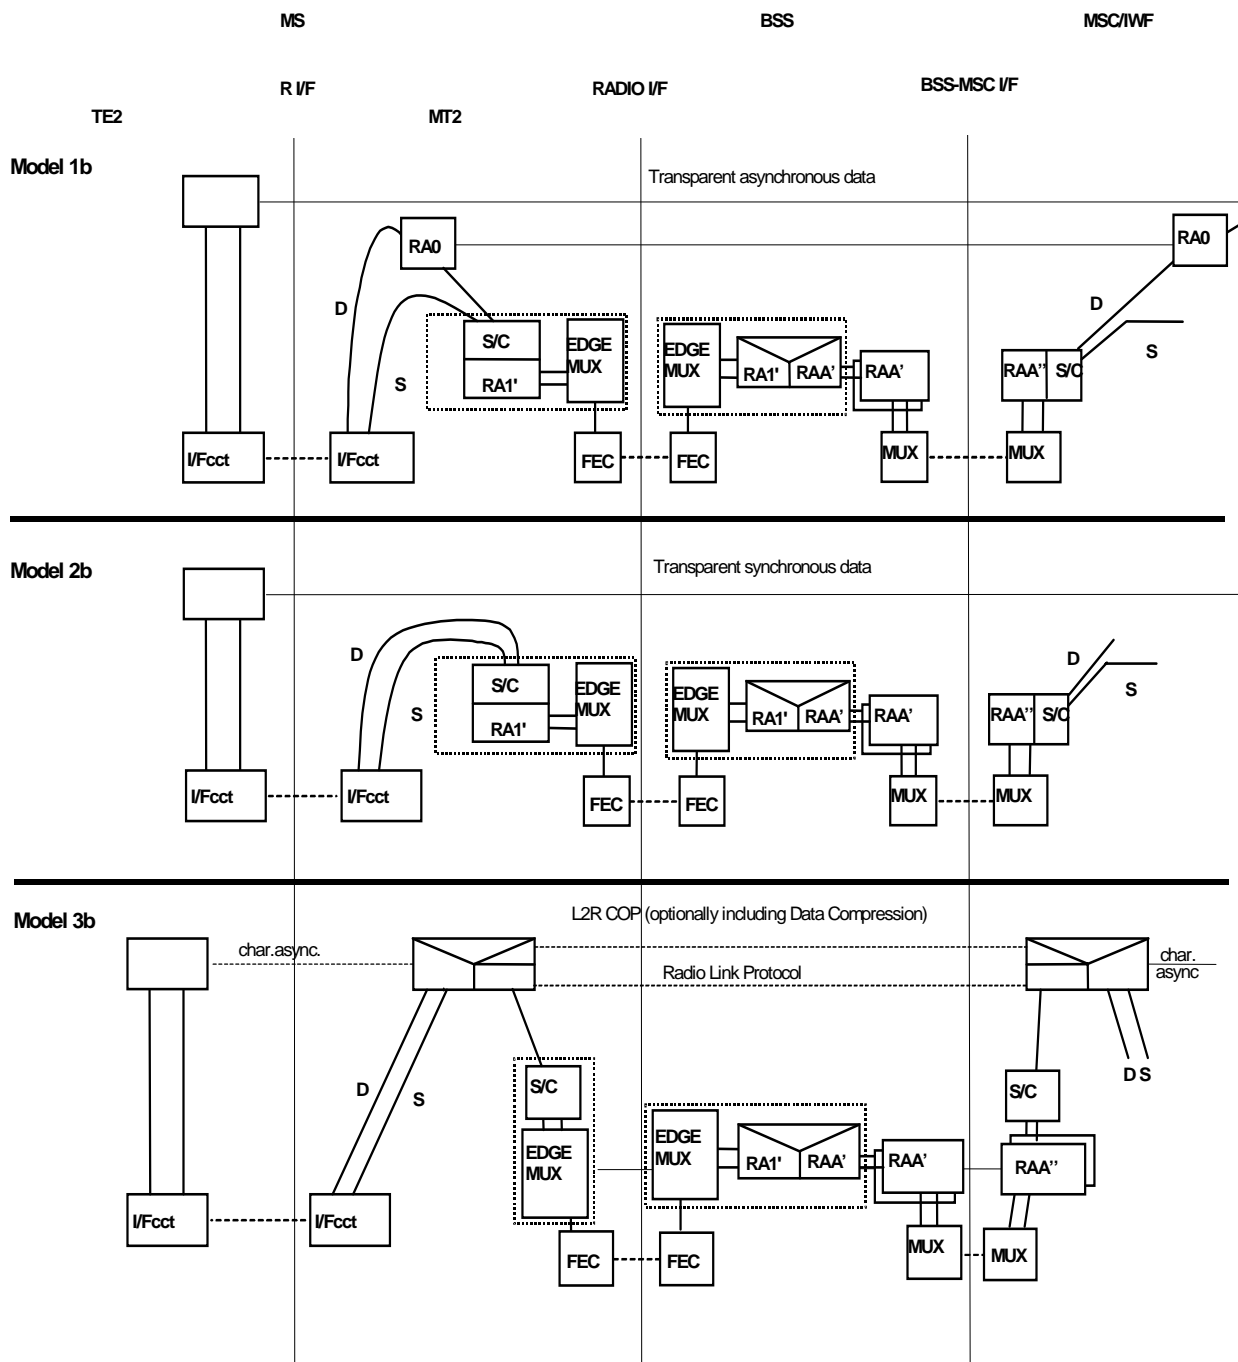 MS BSS MSC/IWF
R I/F RADIO I/F BSS-MSC I/F
TE2 MT2
Model 1b
Transparent asynchronous data
RA0 RA0
D D
S/C EDGE MUX EDGE MUX
S S
RA1' RA1' RAA' RAA' RAA'' S/C
I/Fcct I/Fcct FEC FEC MUX MUX
Model 2b
Transparent synchronous data
D D
S/C EDGE MUX EDGE MUX
S S
RA1' RA1' RAA' RAA' RAA'' S/C
I/Fcct I/Fcct FEC FEC MUX MUX
Model 3b
L2R COP (optionally including Data Compression)
char.async. char. async
Radio Link Protocol
D S D S
S/C S/C
EDGE MUX EDGE MUX
RA1' RAA' RAA' RAA''
I/Fcct I/Fcct FEC FEC MUX MUX